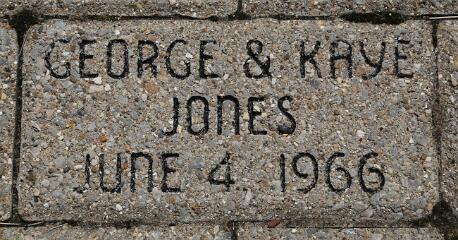 GEORGE & KAYE
JONES
JUNE 4, 1966